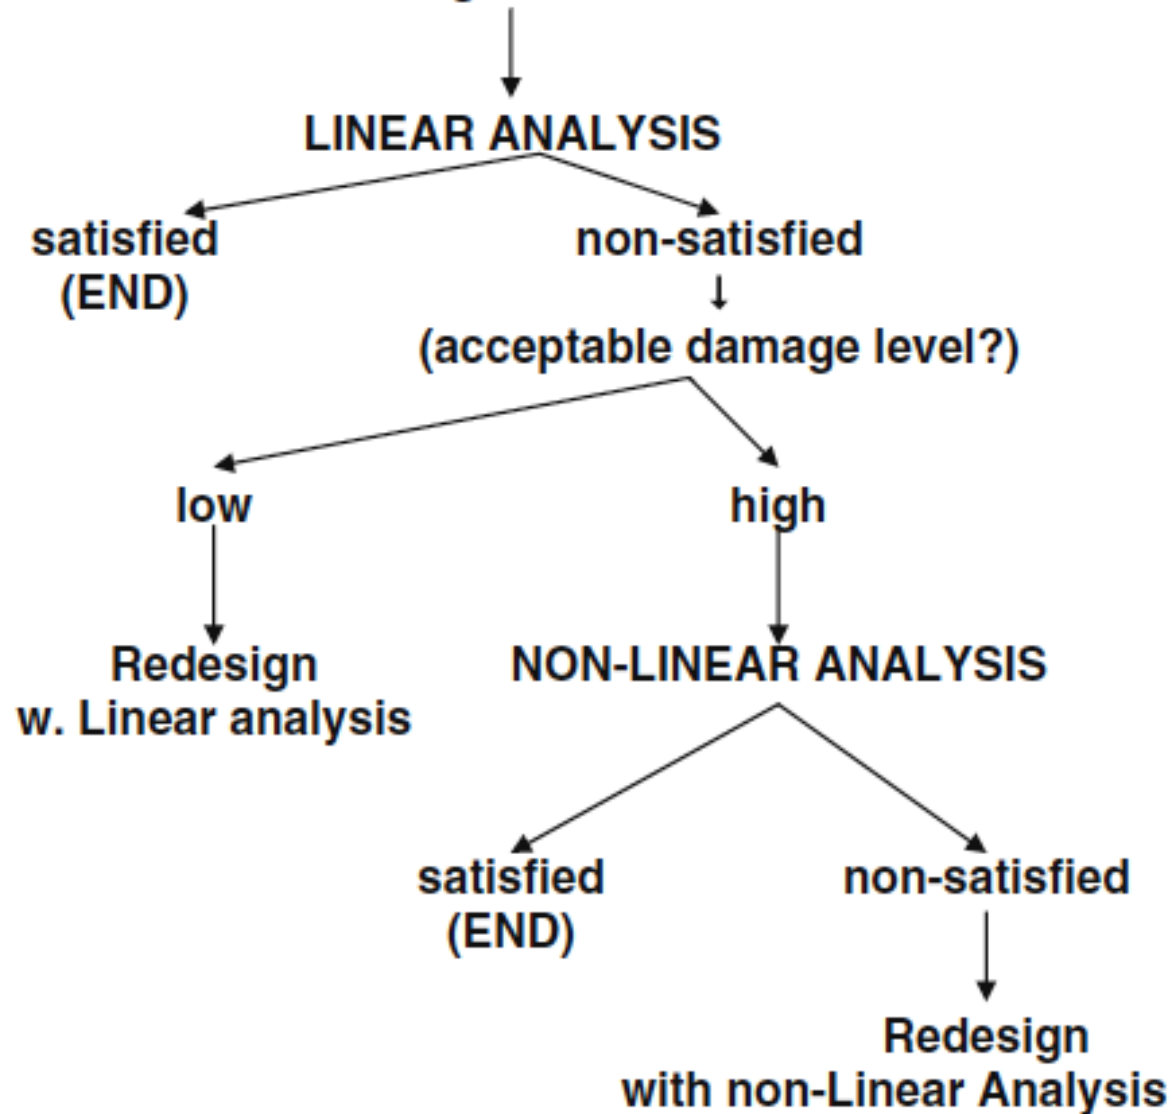 LINEAR ANALYSIS
satisfied
(END)
non-satisfied
(acceptable damage level?)
low
high
Redesign
w. Linear analysis
NON-LINEAR ANALYSIS
satisfied
(END)
non-satisfied
Redesign
with non-Linear Analysis